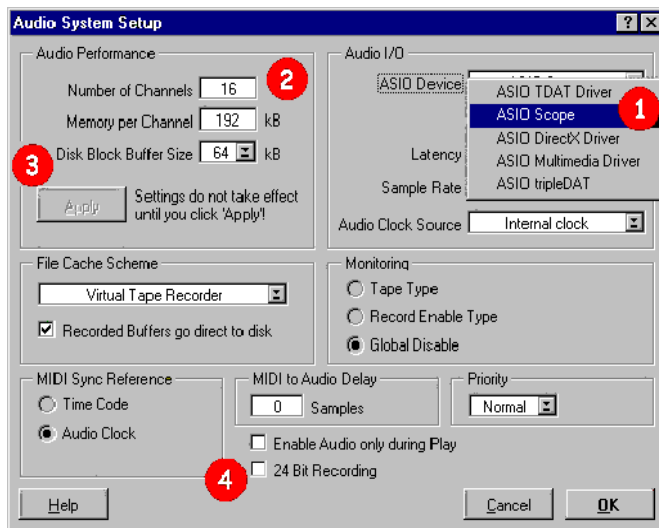 Audio System Setup
? ×
Audio Performance
Number of Channels 16
2
Memory per Channel 192 kB
3
Disk Block Buffer Size 64 kB
Apply
Settings do not take effect
until you click 'Apply'!
Audio I/O
ASIO Device
ASIO TDAT Driver
ASIO Scope
1
ASIO DirectX Driver
ASIO Multimedia Driver
ASIO tripleDAT
Latency
Sample Rate
Audio Clock Source Internal clock
File Cache Scheme
Virtual Tape Recorder
Recorded Buffers go direct to disk
Monitoring
Tape Type
Record Enable Type
Global Disable
MIDI Sync Reference
Time Code
Audio Clock
MIDI to Audio Delay
0 Samples
Priority
Normal
Enable Audio only during Play
4
24 Bit Recording
Help
Cancel
OK